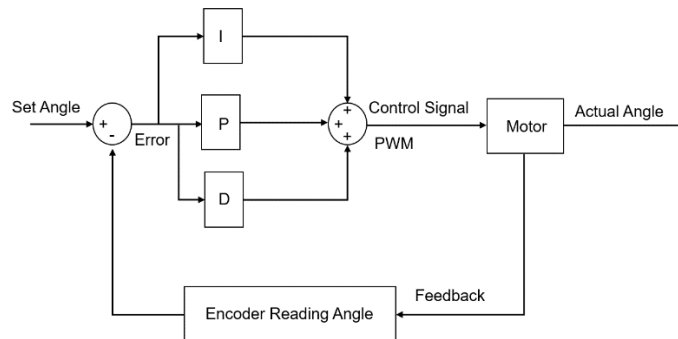 I
Set Angle
+
-
Error
P
+
+
+
Control Signal
PWM
Motor
Actual Angle
D
Feedback
Encoder Reading Angle